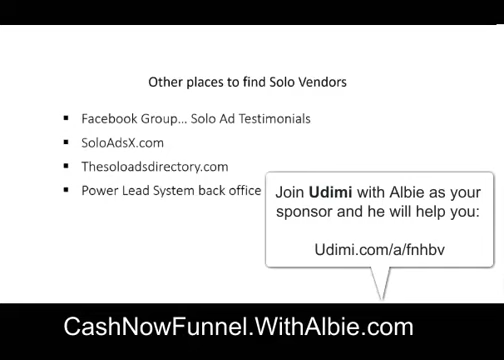 Other places to find Solo Vendors
▪ Facebook Group... Solo Ad Testimonials
▪ SoloAdsX.com
▪ Thesoloadsdirectory.com
▪ Power Lead System back office
Join Udimi with Albie as your
sponsor and he will help you:
Udimi.com/a/fnhbv
CashNowFunnel.WithAlbie.com